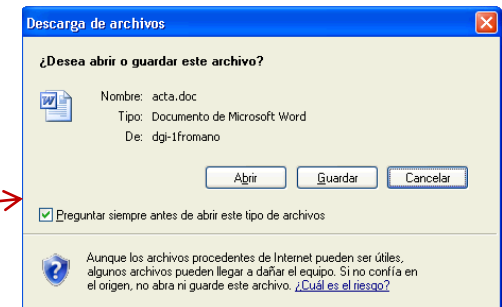 Descarga de archivos
¿Desea abrir o guardar este archivo?
Nombre: acta.doc
Tipo: Documento de Microsoft Word
De: dgi-1fromano
Abrir Guardar Cancelar
Preguntar siempre antes de abrir este tipo de archivos
Aunque los archivos procedentes de Internet pueden ser útiles,
algunos archivos pueden llegar a dañar el equipo. Si no confía en
el origen, no abra ni guarde este archivo. ¿Cuál es el riesgo?